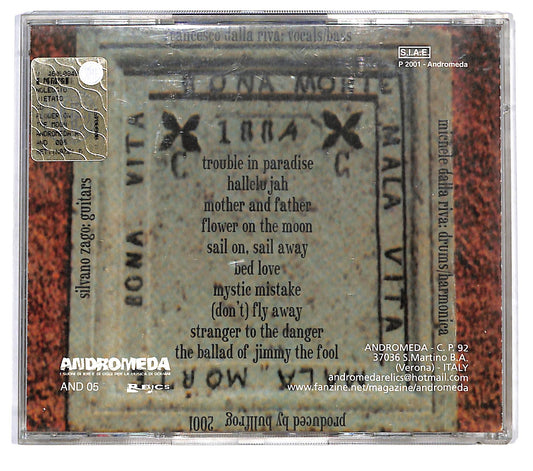 francesco dalla riva: vocals/bass
S.I.A.E.
P 2001 - Andromeda
BONA MORTE
BONA VITA
MALA VITA
1884
C G
trouble in paradise
hallelujah
mother and father
flower on the moon
sail on, sail away
bed love
mystic mistake
(don't) fly away
stranger to the danger
the ballad of jimmy the fool
silvano zago: guitars
michele dalla riva: drums/harmonica
ANDROMEDA
AND 05
BJCS
ANDROMEDA - C. P. 92
37036 S.Martino B.A.
(Verona) - ITALY
andromedarelics@hotmail.com
www.fanzine.net/magazine/andromeda
produced by bullfrog 2001